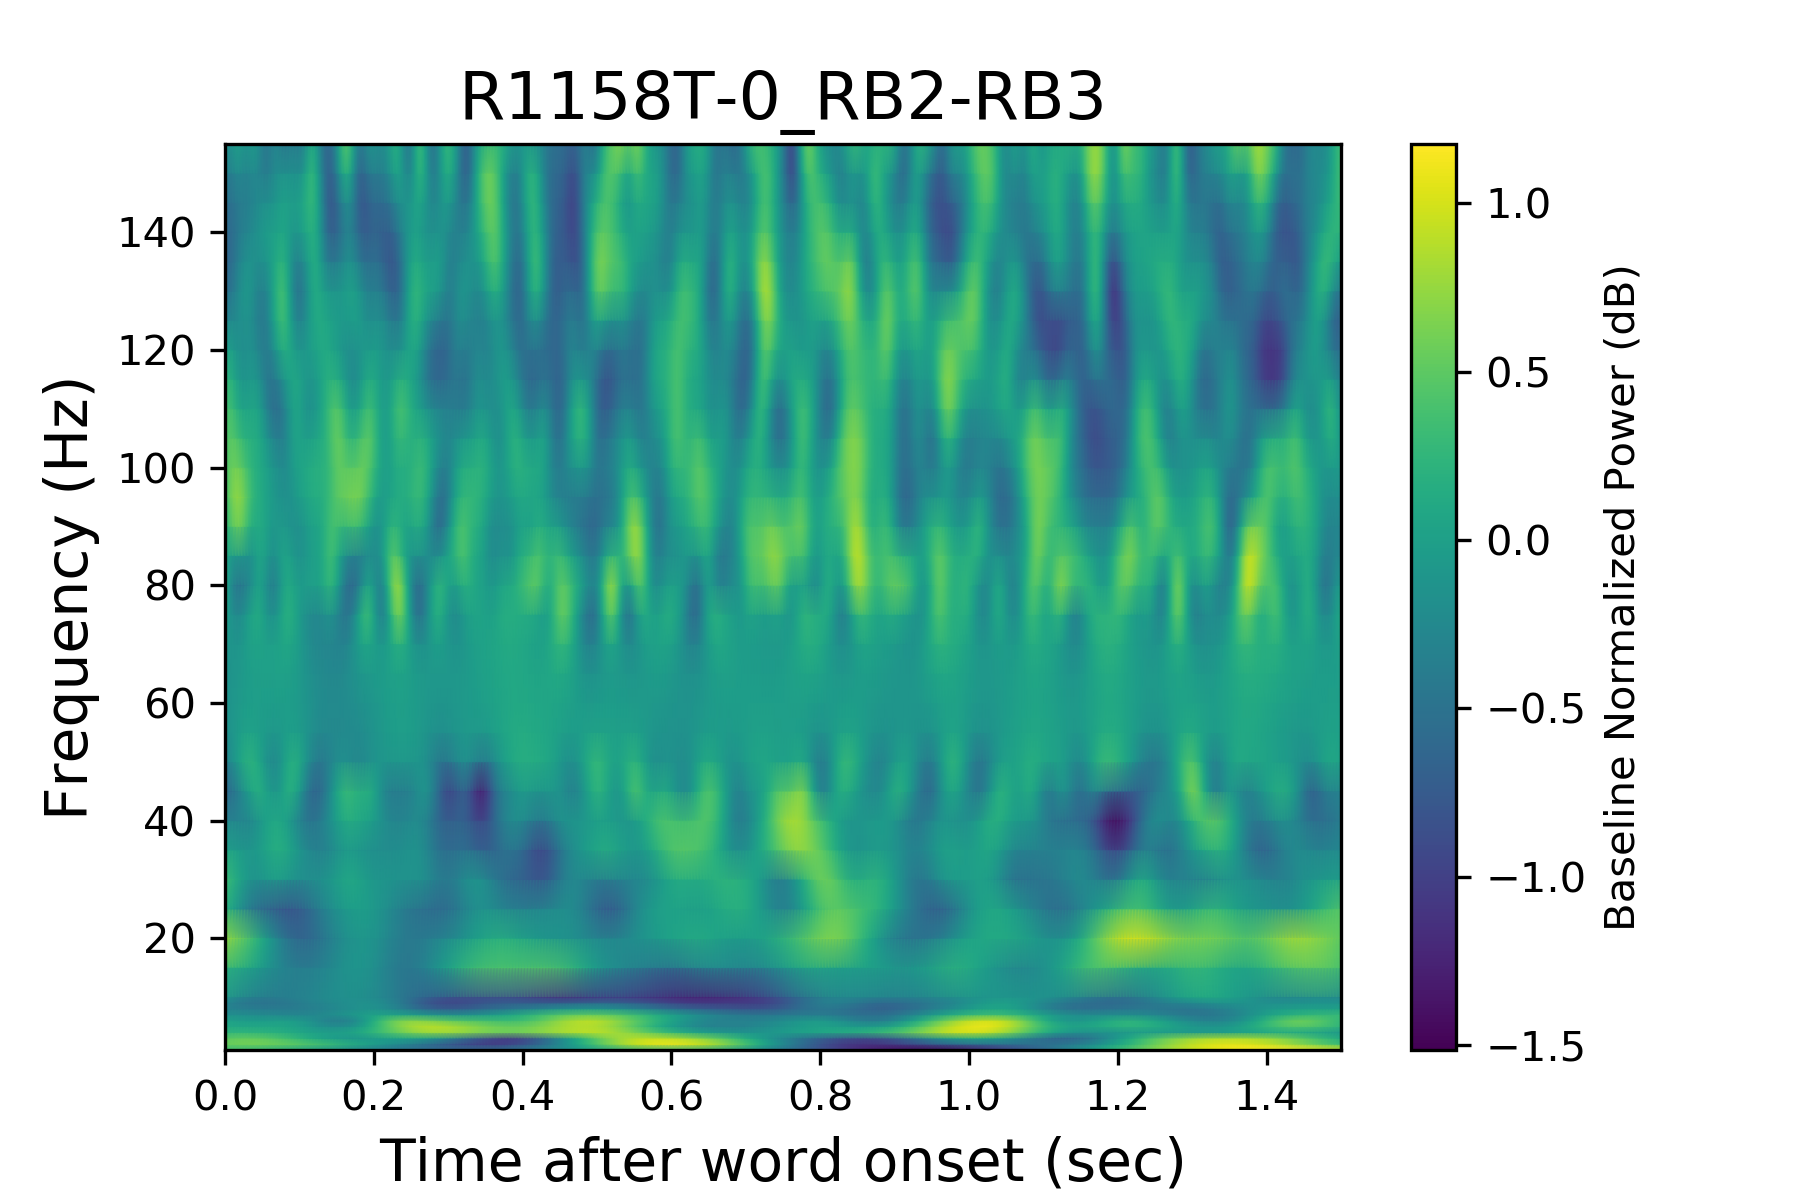 R1158T-0_RB2-RB3
Frequency (Hz)
140
120
100
80
60
40
20
0.0 0.2 0.4 0.6 0.8 1.0 1.2 1.4
Time after word onset (sec)
1.0
0.5
0.0
−0.5
−1.0
−1.5
Baseline Normalized Power (dB)